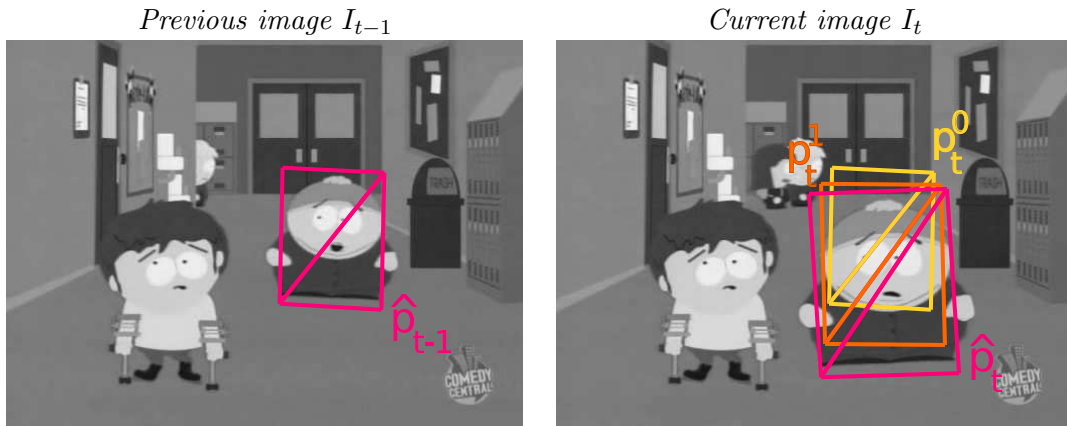 Previous image I_{t−1}
Current image I_t
TRASH
p̂_{t-1}
COMEDY
CENTRAL
p_t^1
p_t^0
TRASH
p̂_t
COMEDY
CENTRAL